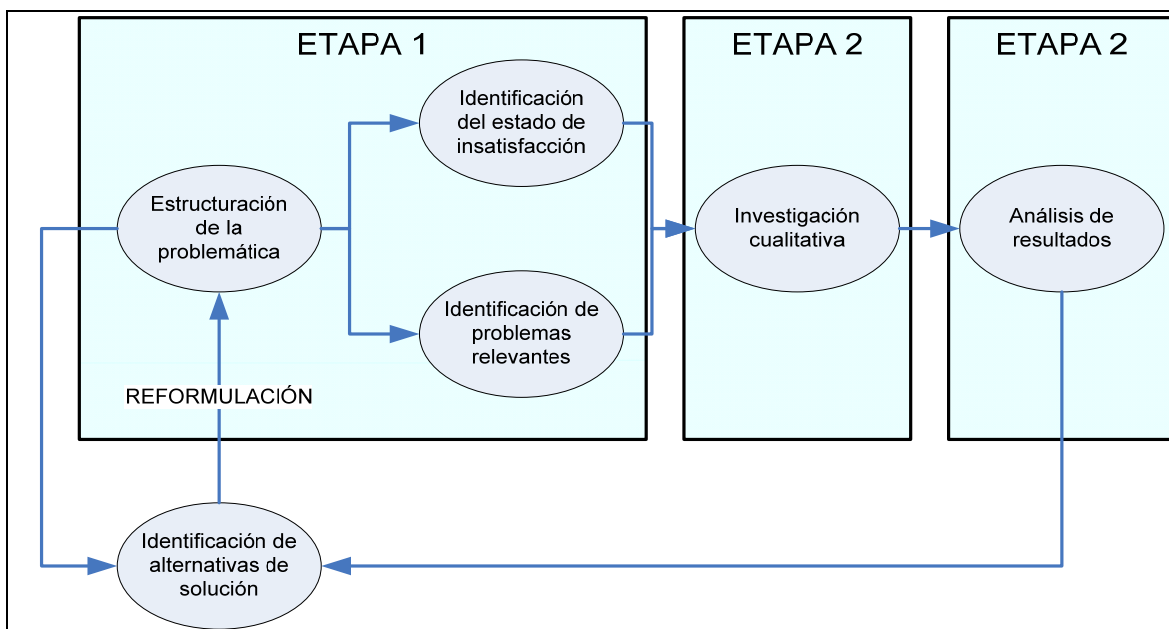 ETAPA 1
ETAPA 2
ETAPA 2
Identificación
del estado de
insatisfacción
Estructuración
de la
problemática
Investigación
cualitativa
Análisis de
resultados
Identificación de
problemas
relevantes
REFORMULACIÓN
Identificación de
alternativas de
solución